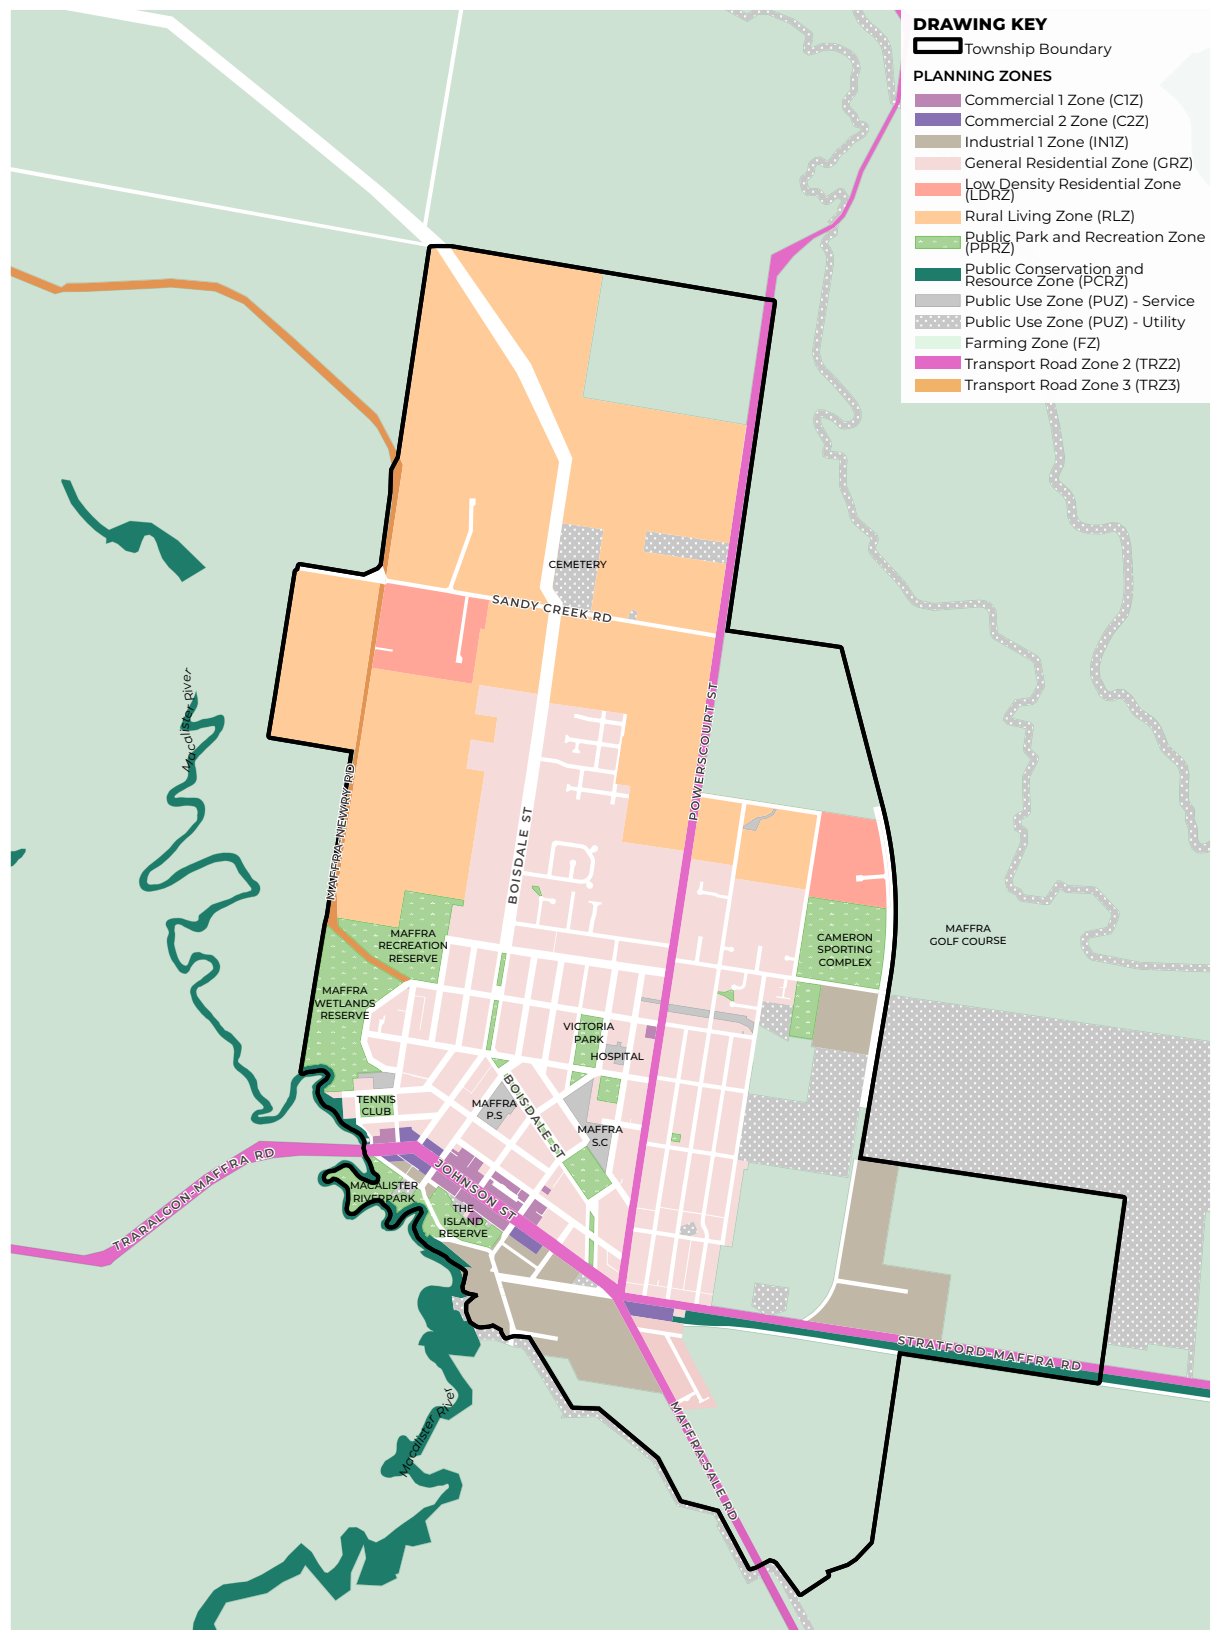 DRAWING KEY
Township Boundary
PLANNING ZONES
Commercial 1 Zone (C1Z)
Commercial 2 Zone (C2Z)
Industrial 1 Zone (IN1Z)
General Residential Zone (GRZ)
Low Density Residential Zone
(LDRZ)
Rural Living Zone (RLZ)
Public Park and Recreation Zone
(PPRZ)
Public Conservation and
Resource Zone (PCRZ)
Public Use Zone (PUZ) - Service
Public Use Zone (PUZ) - Utility
Farming Zone (FZ)
Transport Road Zone 2 (TRZ2)
Transport Road Zone 3 (TRZ3)
CEMETERY
SANDY CREEK RD
Macalister River
POWERSCOURT ST
MAFFRA-NEWRY RD
BOISDALE ST
MAFFRA
RECREATION
RESERVE
CAMERON
SPORTING
COMPLEX
MAFFRA
GOLF COURSE
MAFFRA
WETLANDS
RESERVE
VICTORIA
PARK
HOSPITAL
TENNIS
CLUB
MAFFRA
P.S
BOISDALE ST
MAFFRA
S.C
TRARALGON-MAFFRA RD
MACALISTER
RIVERPARK
JOHNSON ST
THE
ISLAND
RESERVE
STRATFORD-MAFFRA RD
MAFFRA-SALE RD
Macalister River